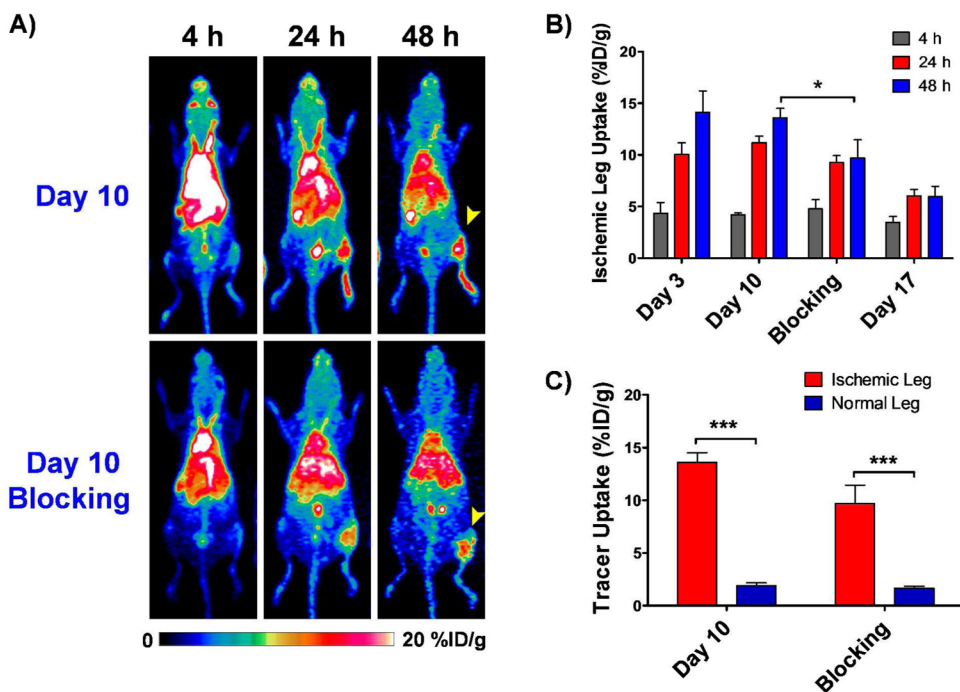 A)
4 h
24 h
48 h
Day 10
Day 10
Blocking
0
20 %ID/g
B)
Ischemic Leg Uptake (%ID/g)
20
15
10
5
0
4 h
24 h
48 h
*
Day 3
Day 10
Blocking
Day 17
C)
Tracer Uptake (%ID/g)
20
15
10
5
0
Ischemic Leg
Normal Leg
***
***
Day 10
Blocking